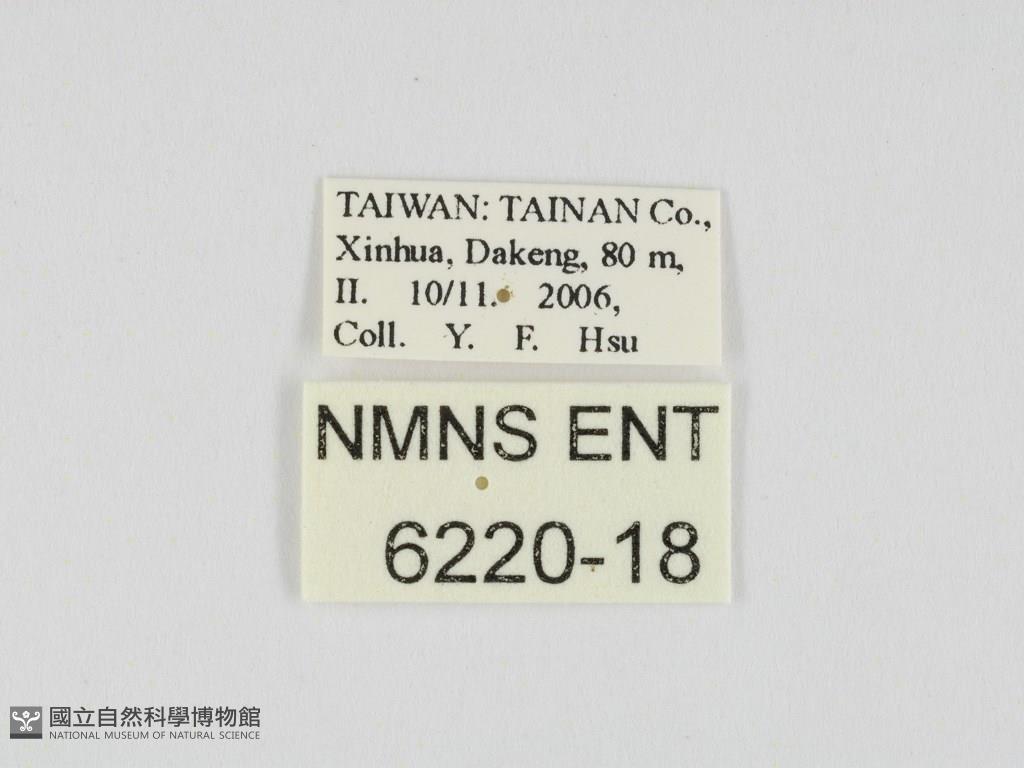 TAIWAN: TAINAN Co.,
Xinhua, Dakeng, 80 m,
II. 10/11. 2006,
Coll. Y. F. Hsu
NMNS ENT
6220-18
國立自然科學博物館
NATIONAL MUSEUM OF NATURAL SCIENCE